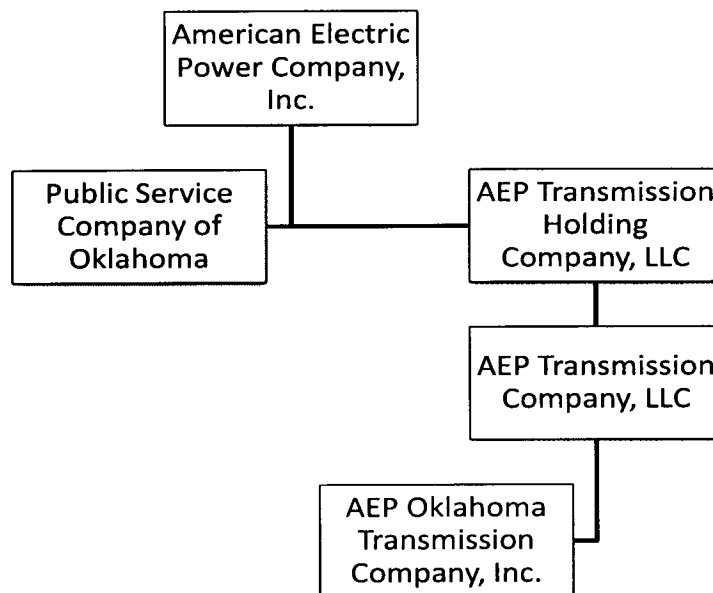 American Electric
Power Company,
Inc.
Public Service
Company of
Oklahoma
AEP Transmission
Holding
Company, LLC
AEP Transmission
Company, LLC
AEP Oklahoma
Transmission
Company, Inc.